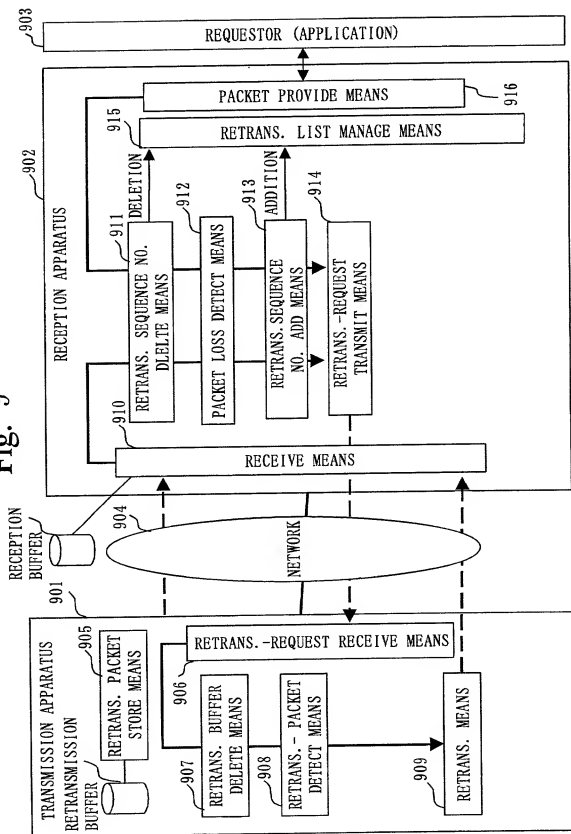 Fig. 9
903
REQUESTOR (APPLICATION)
902
RECEPTION APPARATUS
PACKET PROVIDE MEANS
916
915
RETRANS. LIST MANAGE MEANS
DELETION
ADDITION
911
RETRANS. SEQUENCE NO.
DLELTE MEANS
912
PACKET LOSS DETECT MEANS
913
RETRANS.SEQUENCE
NO. ADD MEANS
914
RETRANS.-REQUEST
TRANSMIT MEANS
910
RECEIVE MEANS
RECEPTION
BUFFER
904
NETWORK
901
TRANSMISSION APPARATUS
RETRANSMISSION
BUFFER
905
RETRANS. PACKET
STORE MEANS
RETRANS.-REQUEST RECEIVE MEANS
906
RETRANS. BUFFER
DELETE MEANS
907
RETRANS.- PACKET
DETECT MEANS
908
RETRANS. MEANS
909